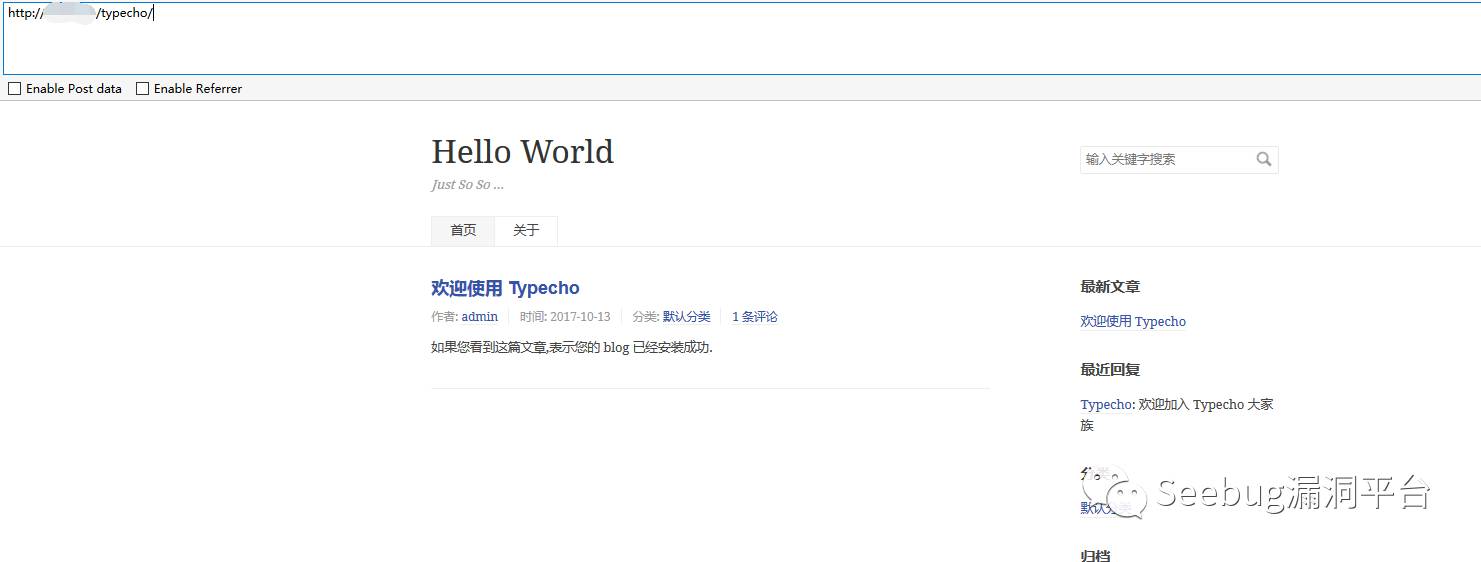 http:// /typecho/
Enable Post data Enable Referrer
Hello World
Just So So ...
输入关键字搜索
首页 关于
欢迎使用 Typecho
作者: admin 时间: 2017-10-13 分类: 默认分类 1 条评论
如果您看到这篇文章,表示您的 blog 已经安装成功.
最新文章
欢迎使用 Typecho
最近回复
Typecho: 欢迎加入 Typecho 大家
族
分类
默认分类
Seebug漏洞平台
归档